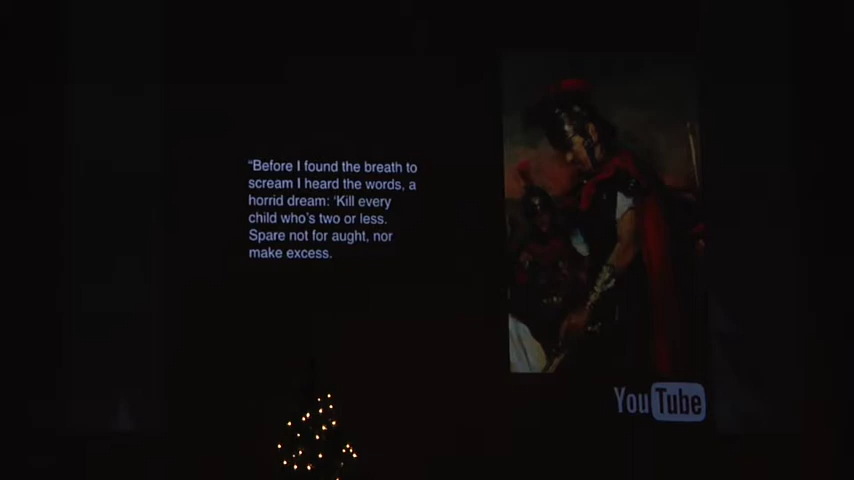 “Before I found the breath to
scream I heard the words, a
horrid dream: ‘Kill every
child who’s two or less.
Spare not for aught, nor
make excess.
YouTube